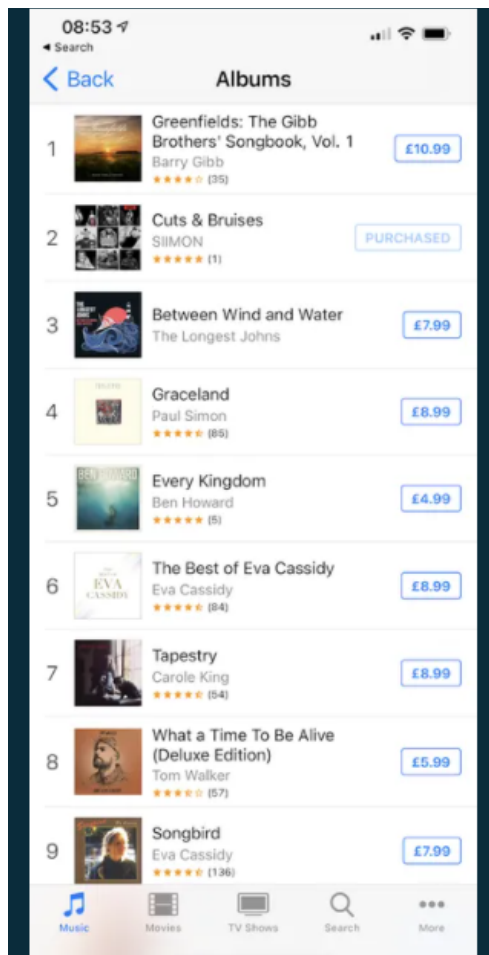 08:53
Search
Back
Albums
1
Greenfields: The Gibb
Brothers' Songbook, Vol. 1
Barry Gibb
(35)
£10.99
2
Cuts & Bruises
SIIMON
(1)
PURCHASED
3
Between Wind and Water
The Longest Johns
£7.99
4
Graceland
Paul Simon
(85)
£8.99
5
BEN HOWARD
Every Kingdom
Ben Howard
(5)
£4.99
6
EVA
CASSIDY
The Best of Eva Cassidy
Eva Cassidy
(84)
£8.99
7
Tapestry
Carole King
(54)
£8.99
8
What a Time To Be Alive
(Deluxe Edition)
Tom Walker
(57)
£5.99
9
Songbird
Eva Cassidy
(136)
£7.99
Music
Movies
TV Shows
Search
More